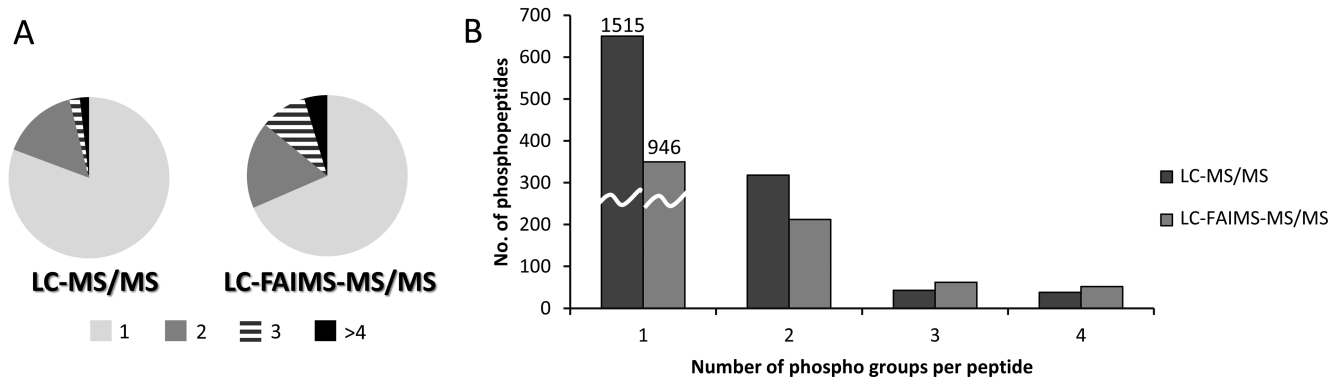 A
LC-MS/MS
LC-FAIMS-MS/MS
1
2
3
>4
B
No. of phosphopeptides
700
600
500
400
300
200
100
0
1515
946
1
2
3
4
Number of phospho groups per peptide
LC-MS/MS
LC-FAIMS-MS/MS